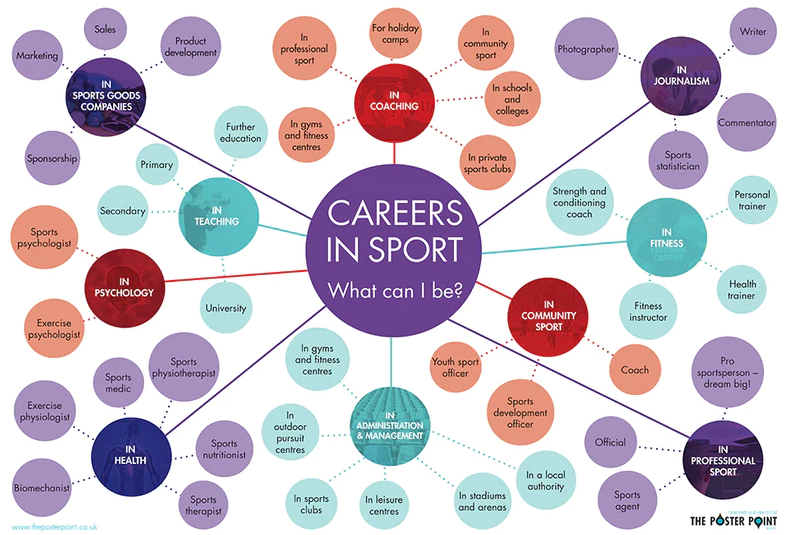 CAREERS
IN SPORT
What can I be?
IN
SPORTS GOODS
COMPANIES
Marketing
Sales
Product
development
Sponsorship
IN
COACHING
In
professional
sport
For holiday
camps
In
community
sport
In schools
and
colleges
In private
sports clubs
In gyms
and fitness
centres
IN
JOURNALISM
Photographer
Writer
Commentator
Sports
statistician
IN
TEACHING
Further
education
Primary
Secondary
University
IN
FITNESS
Strength and
conditioning
coach
Personal
trainer
Health
trainer
Fitness
instructor
IN
PSYCHOLOGY
Sports
psychologist
Exercise
psychologist
IN
COMMUNITY
SPORT
Youth sport
officer
Sports
development
officer
Coach
IN
HEALTH
Exercise
physiologist
Sports
medic
Sports
physiotherapist
Sports
nutritionist
Sports
therapist
Biomechanist
IN
ADMINISTRATION
& MANAGEMENT
In gyms
and fitness
centres
In
outdoor
pursuit
centres
In sports
clubs
In leisure
centres
In stadiums
and arenas
In a local
authority
IN
PROFESSIONAL
SPORT
Pro
sportsperson –
dream big!
Official
Sports
agent
www.theposterpoint.co.uk
THE POSTER POINT